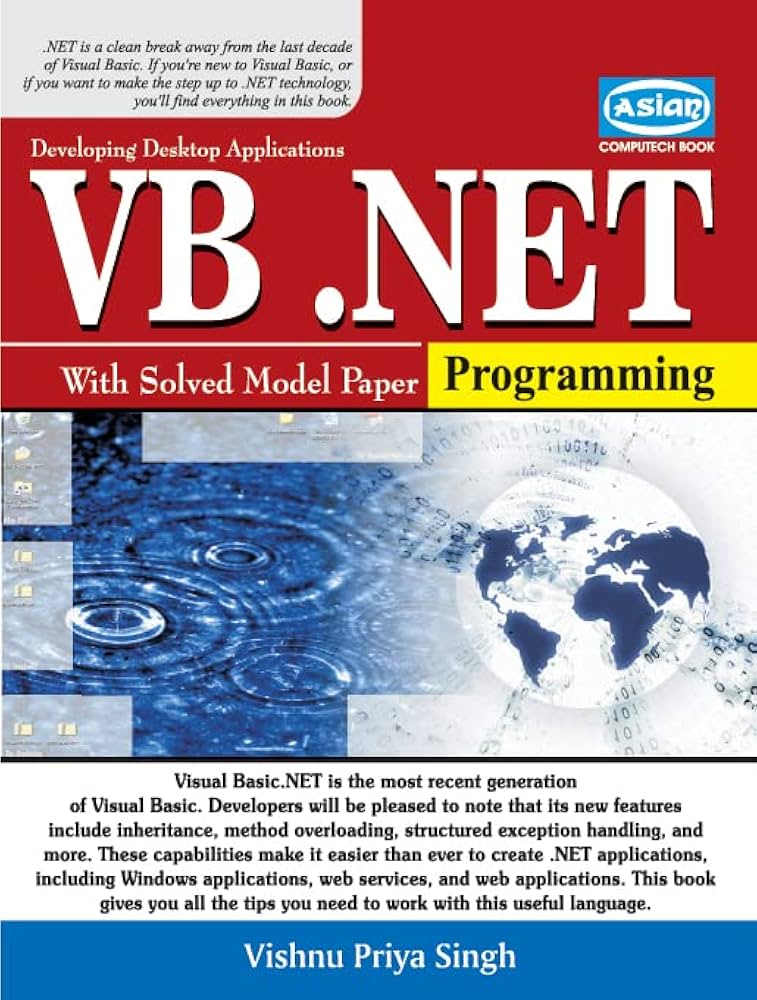 .NET is a clean break away from the last decade
of Visual Basic. If you're new to Visual Basic, or
if you want to make the step up to .NET technology,
you'll find everything in this book.
Asian
COMPUTECH BOOK
Developing Desktop Applications
VB .NET
With Solved Model Paper
Programming
Visual Basic.NET is the most recent generation
of Visual Basic. Developers will be pleased to note that its new features
include inheritance, method overloading, structured exception handling, and
more. These capabilities make it easier than ever to create .NET applications,
including Windows applications, web services, and web applications. This book
gives you all the tips you need to work with this useful language.
Vishnu Priya Singh